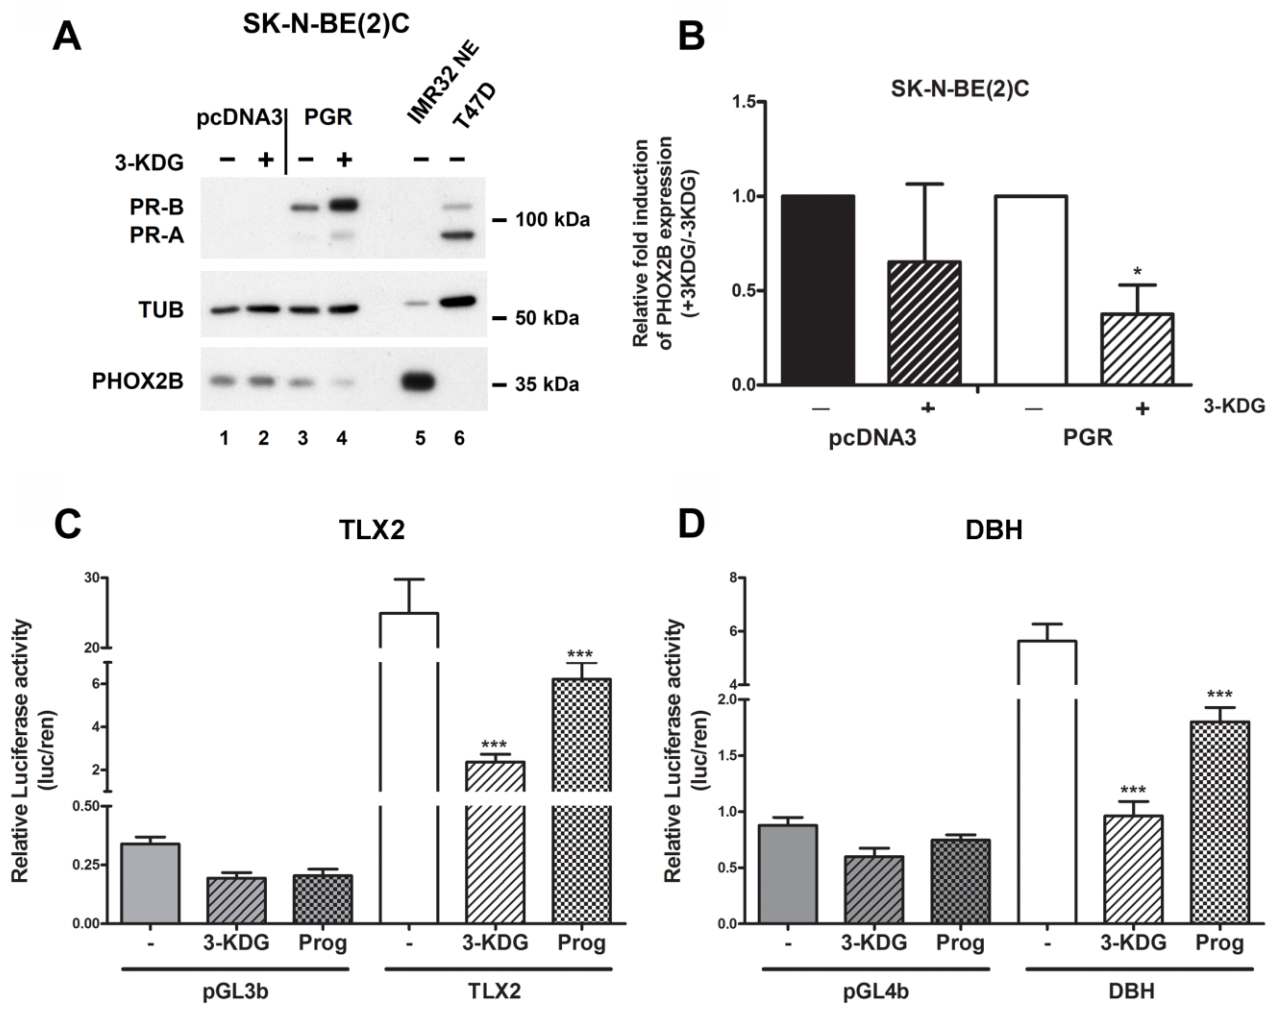 A
SK-N-BE(2)C
pcDNA3 PGR IMR32 NE T47D
3-KDG − + − + − −
PR-B
PR-A
100 kDa
TUB
50 kDa
PHOX2B
35 kDa
1 2 3 4 5 6
B
SK-N-BE(2)C
Relative fold induction
of PHOX2B expression
(+3KDG/-3KDG)
1.5
1.0
0.5
0.0
*
− + − + 3-KDG
pcDNA3 PGR
C
TLX2
Relative Luciferase activity
(luc/ren)
30
20
6
4
2
0.50
0.25
0.00
***
***
- 3-KDG Prog - 3-KDG Prog
pGL3b TLX2
D
DBH
Relative Luciferase activity
(luc/ren)
8
6
4
2.0
1.5
1.0
0.5
0.0
***
***
- 3-KDG Prog - 3-KDG Prog
pGL4b DBH